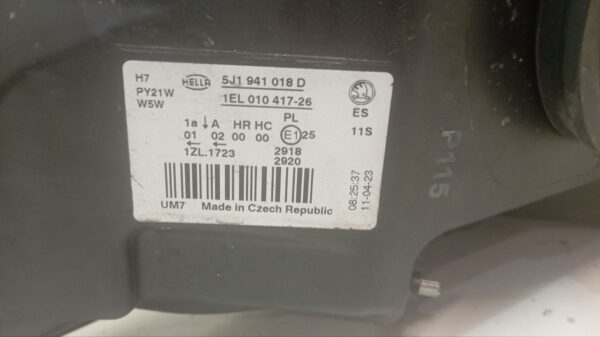 H7
PY21W
W5W
HELLA
5J1 941 018 D
1EL 010 417-26
ES
11S
PL
1a ↓ A HR HC
01 02 00 00 E1 25
← ←
1ZL.1723
2918
2920
UM7 Made in Czech Republic
08:25:37
11-04-23
P115